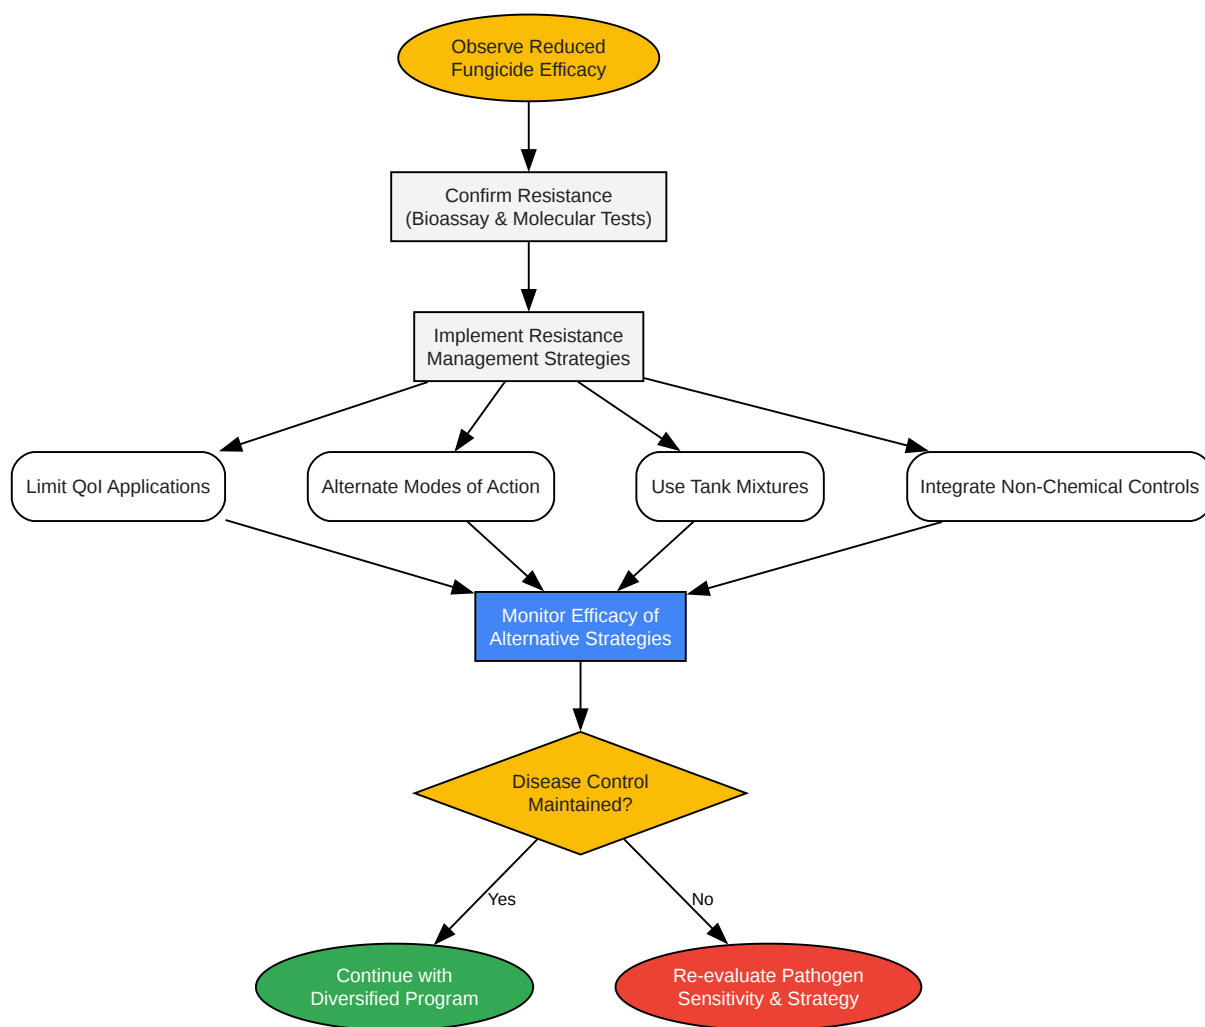 Observe Reduced
Fungicide Efficacy
Confirm Resistance
(Bioassay & Molecular Tests)
Implement Resistance
Management Strategies
Limit QoI Applications
Alternate Modes of Action
Use Tank Mixtures
Integrate Non-Chemical Controls
Monitor Efficacy of
Alternative Strategies
Disease Control
Maintained?
Yes
No
Continue with
Diversified Program
Re-evaluate Pathogen
Sensitivity & Strategy